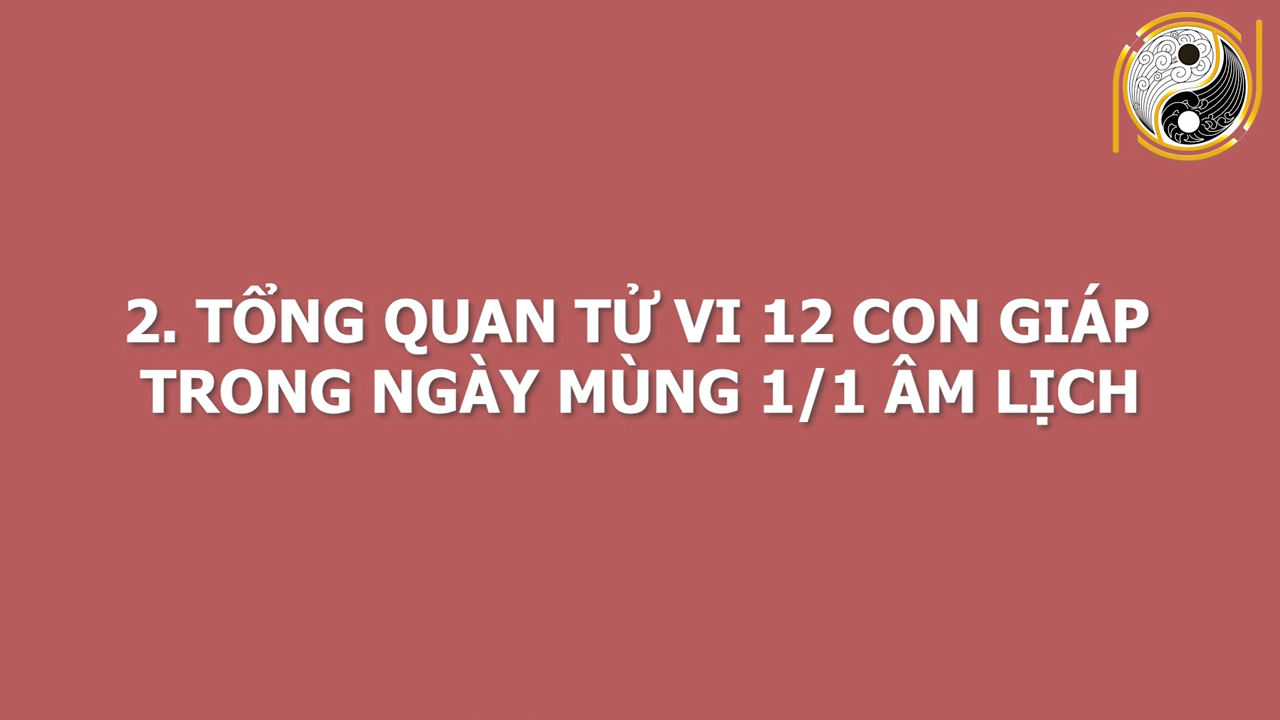 2. TỔNG QUAN TỬ VI 12 CON GIÁP
TRONG NGÀY MÙNG 1/1 ÂM LỊCH